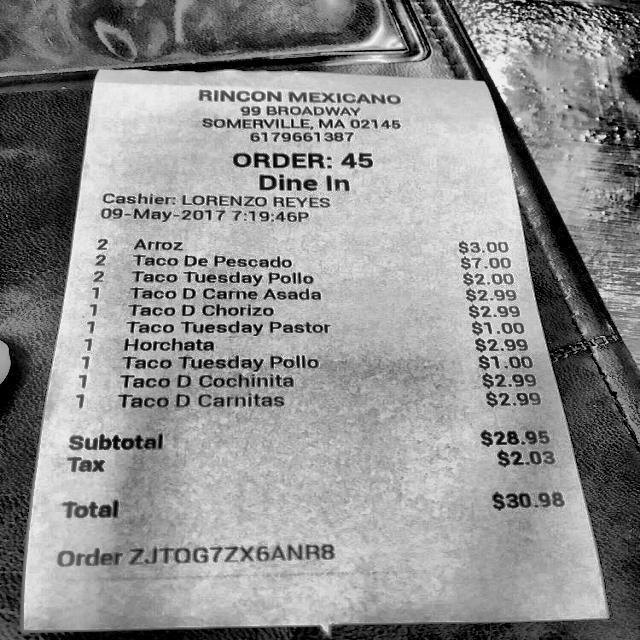 RINCON MEXICANO
99 BROADWAY
SOMERVILLE, MA 02145
6179661387
ORDER: 45
Dine In
Cashier: LORENZO REYES
09-May-2017 7:19:46P
2 Arroz $3.00
2 Taco De Pescado $7.00
2 Taco Tuesday Pollo $2.00
1 Taco D Carne Asada $2.99
1 Taco D Chorizo $2.99
1 Taco Tuesday Pastor $1.00
1 Horchata $2.99
1 Taco Tuesday Pollo $1.00
1 Taco D Cochinita $2.99
1 Taco D Carnitas $2.99
Subtotal $28.95
Tax $2.03
Total $30.98
Order ZJTQG7ZX6ANR8